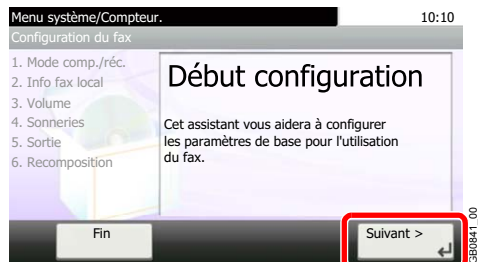 Menu système/Compteur.
10:10
Configuration du fax
1. Mode comp./réc.
2. Info fax local
3. Volume
4. Sonneries
5. Sortie
6. Recomposition
Début configuration
Cet assistant vous aidera à configurer
les paramètres de base pour l'utilisation
du fax.
Fin
Suivant >
GB0841_00